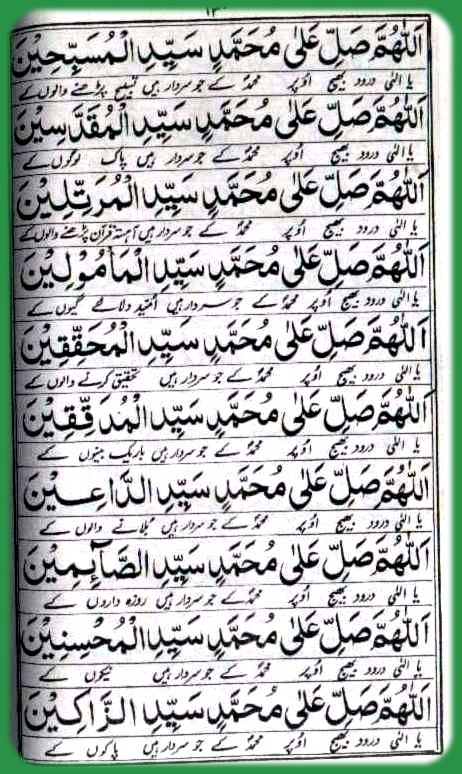 اَللّٰهُمَّ صَلِّ عَلٰى مُحَمَّدٍ سَيِّدِ الْمُسَبِّحِيْنَ
یا الٰہی درود بھیج اوپر محمدؐ کے جو سردار ہیں تسبیح پڑھنے والوں کے
اَللّٰهُمَّ صَلِّ عَلٰى مُحَمَّدٍ سَيِّدِ الْمُقَدَّسِيْنَ
یا الٰہی درود بھیج اوپر محمدؐ کے جو سردار ہیں پاک لوگوں کے
اَللّٰهُمَّ صَلِّ عَلٰى مُحَمَّدٍ سَيِّدِ الْمُرَتِّلِيْنَ
یا الٰہی درود بھیج اوپر محمدؐ کے جو سردار ہیں آہستہ قرآن پڑھنے والوں کے
اَللّٰهُمَّ صَلِّ عَلٰى مُحَمَّدٍ سَيِّدِ الْمَأْمُوْلِيْنَ
یا الٰہی درود بھیج اوپر محمدؐ کے جو سردار ہیں امید دلائے گیوں کے
اَللّٰهُمَّ صَلِّ عَلٰى مُحَمَّدٍ سَيِّدِ الْمُحَقِّقِيْنَ
یا الٰہی درود بھیج اوپر محمدؐ کے جو سردار ہیں تحقیق کرنے والوں کے
اَللّٰهُمَّ صَلِّ عَلٰى مُحَمَّدٍ سَيِّدِ الْمُدَقِّقِيْنَ
یا الٰہی درود بھیج اوپر محمدؐ کے جو سردار ہیں باریک بینوں کے
اَللّٰهُمَّ صَلِّ عَلٰى مُحَمَّدٍ سَيِّدِ الدَّاعِيْنَ
یا الٰہی درود بھیج اوپر محمدؐ کے جو سردار ہیں بلانے والوں کے
اَللّٰهُمَّ صَلِّ عَلٰى مُحَمَّدٍ سَيِّدِ الصَّآئِمِيْنَ
یا الٰہی درود بھیج اوپر محمدؐ کے جو سردار ہیں روزہ داروں کے
اَللّٰهُمَّ صَلِّ عَلٰى مُحَمَّدٍ سَيِّدِ الْمُحْسِنِيْنَ
یا الٰہی درود بھیج اوپر محمدؐ کے جو سردار ہیں نیکوں کے
اَللّٰهُمَّ صَلِّ عَلٰى مُحَمَّدٍ سَيِّدِ الزَّاكِيْنَ
یا الٰہی درود بھیج اوپر محمدؐ کے جو سردار ہیں پاکوں کے